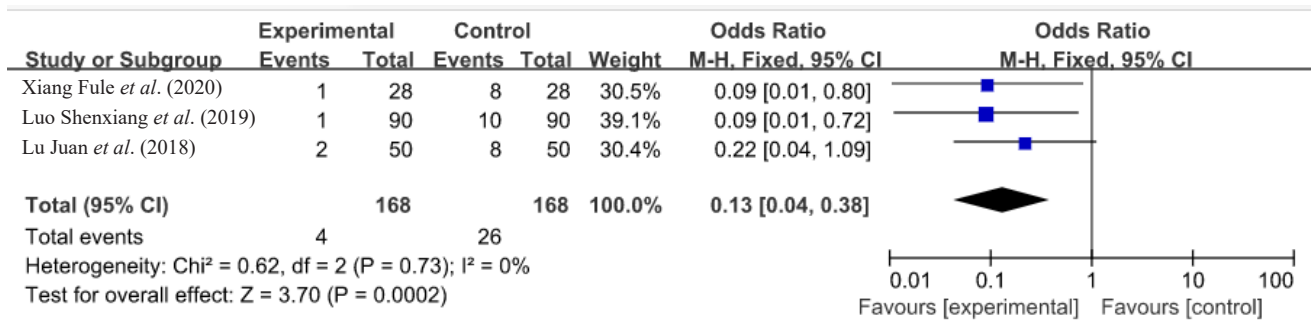 Experimental Control Odds Ratio Odds Ratio
Study or Subgroup Events Total Events Total Weight M-H, Fixed, 95% CI M-H, Fixed, 95% CI
Xiang Fule et al. (2020) 1 28 8 28 30.5% 0.09 [0.01, 0.80]
Luo Shenxiang et al. (2019) 1 90 10 90 39.1% 0.09 [0.01, 0.72]
Lu Juan et al. (2018) 2 50 8 50 30.4% 0.22 [0.04, 1.09]
Total (95% CI) 168 168 100.0% 0.13 [0.04, 0.38]
Total events 4 26
Heterogeneity: Chi² = 0.62, df = 2 (P = 0.73); I² = 0%
Test for overall effect: Z = 3.70 (P = 0.0002)
0.01 0.1 1 10 100
Favours [experimental] Favours [control]